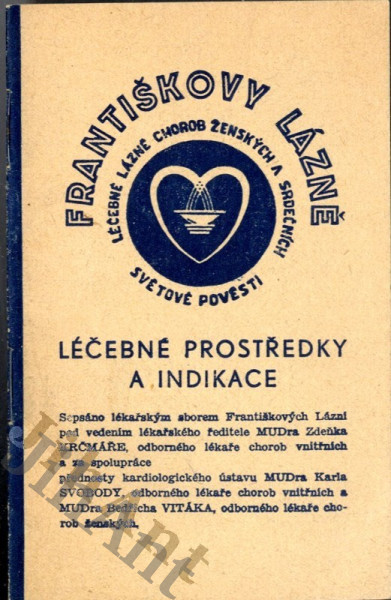 FRANTIŠKOVY LÁZNĚ
LÉČEBNÉ LÁZNĚ CHOROB ŽENSKÝCH A SRDEČNÍCH
SVĚTOVÉ POVĚSTI
LÉČEBNÉ PROSTŘEDKY
A INDIKACE
Sepsáno lékařským sborem Františkových Lázní
pod vedením lékařského ředitele MUDra Zdeňka
KRČMÁŘE, odborného lékaře chorob vnitřních
a za spolupráce
přednosty kardiologického ústavu MUDra Karla
SVOBODY, odborného lékaře chorob vnitřních a
MUDra Bedřicha VITÁKA, odborného lékaře cho-
rob ženských.
JihAnt